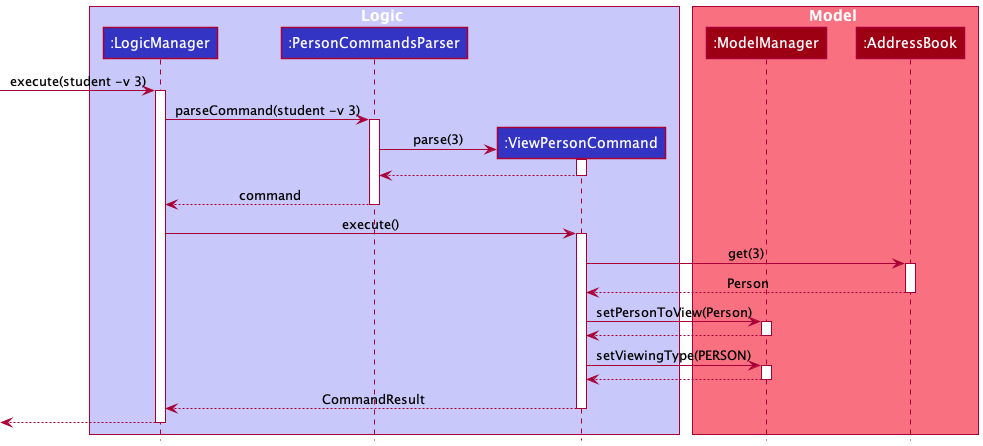 Logic
Model
:LogicManager
:PersonCommandsParser
:ModelManager
:AddressBook
execute(student -v 3)
parseCommand(student -v 3)
parse(3)
:ViewPersonCommand
command
execute()
get(3)
Person
setPersonToView(Person)
setViewingType(PERSON)
CommandResult